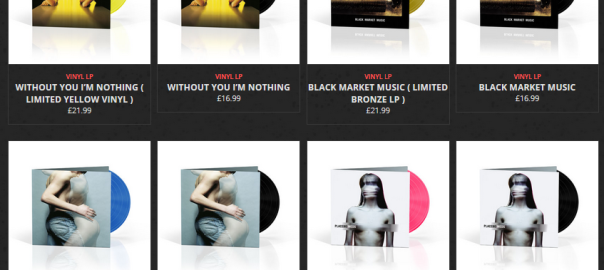 BLACK MARKET MUSIC
BLACK MARKET MUSIC
VINYL LP
WITHOUT YOU I'M NOTHING (
LIMITED YELLOW VINYL )
£21.99
VINYL LP
WITHOUT YOU I'M NOTHING
£16.99
VINYL LP
BLACK MARKET MUSIC ( LIMITED
BRONZE LP )
£21.99
VINYL LP
BLACK MARKET MUSIC
£16.99